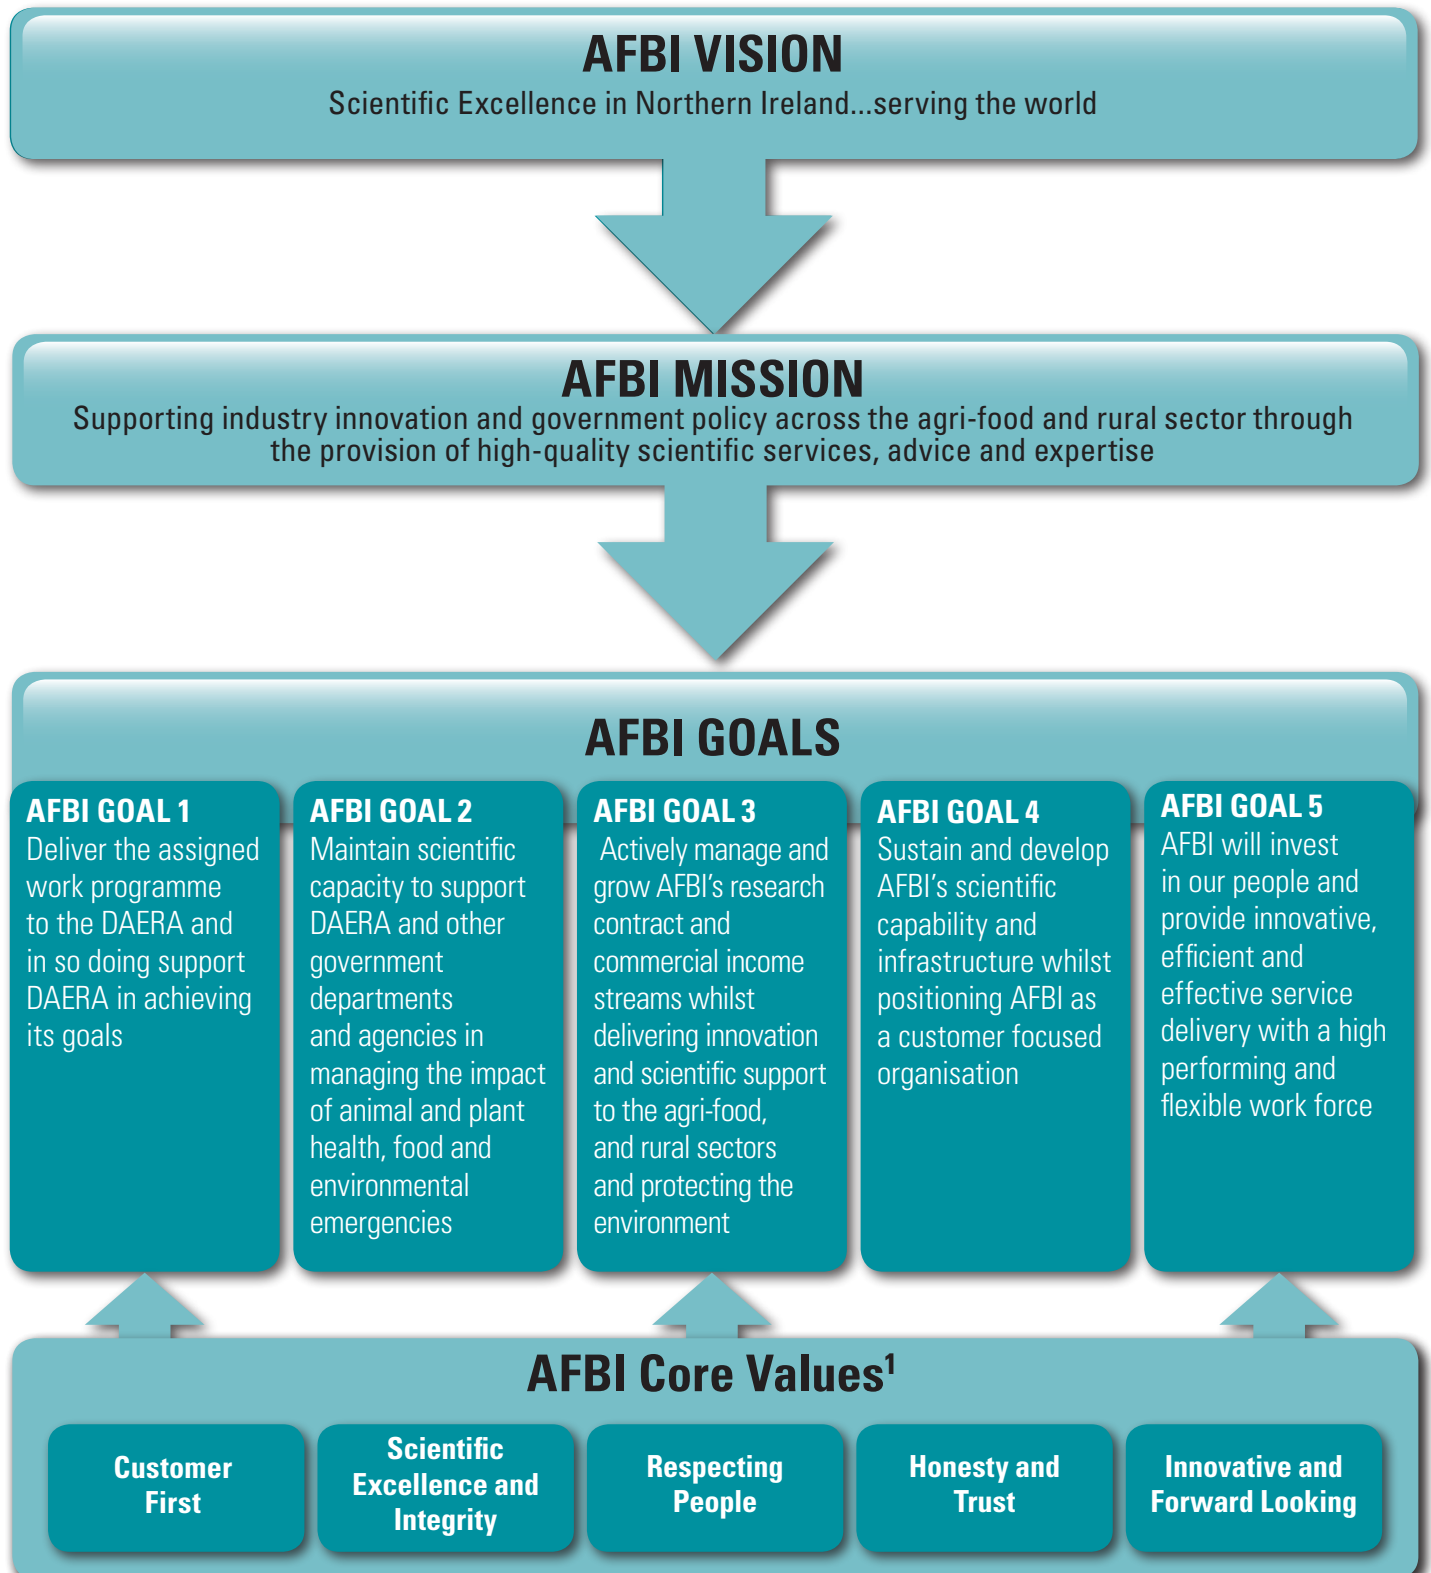 AFBI VISION
Scientific Excellence in Northern Ireland...serving the world
AFBI MISSION
Supporting industry innovation and government policy across the agri-food and rural sector through
the provision of high-quality scientific services, advice and expertise
AFBI GOALS
AFBI GOAL 1
Deliver the assigned
work programme
to the DAERA and
in so doing support
DAERA in achieving
its goals
AFBI GOAL 2
Maintain scientific
capacity to support
DAERA and other
government
departments
and agencies in
managing the impact
of animal and plant
health, food and
environmental
emergencies
AFBI GOAL 3
Actively manage and
grow AFBI's research
contract and
commercial income
streams whilst
delivering innovation
and scientific support
to the agri-food,
and rural sectors
and protecting the
environment
AFBI GOAL 4
Sustain and develop
AFBI's scientific
capability and
infrastructure whilst
positioning AFBI as
a customer focused
organisation
AFBI GOAL 5
AFBI will invest
in our people and
provide innovative,
efficient and
effective service
delivery with a high
performing and
flexible work force
AFBI Core Values¹
Customer
First
Scientific
Excellence and
Integrity
Respecting
People
Honesty and
Trust
Innovative and
Forward Looking